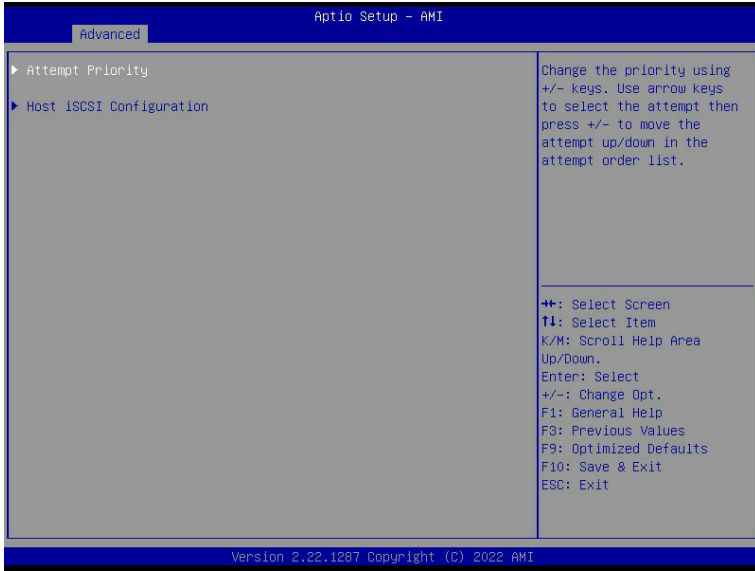 Aptio Setup – AMI
Advanced
▶ Attempt Priority
▶ Host iSCSI Configuration
Change the priority using
+/- keys. Use arrow keys
to select the attempt then
press +/- to move the
attempt up/down in the
attempt order list.
→←: Select Screen
↑↓: Select Item
K/M: Scroll Help Area
Up/Down.
Enter: Select
+/-: Change Opt.
F1: General Help
F3: Previous Values
F9: Optimized Defaults
F10: Save & Exit
ESC: Exit
Version 2.22.1287 Copyright (C) 2022 AMI